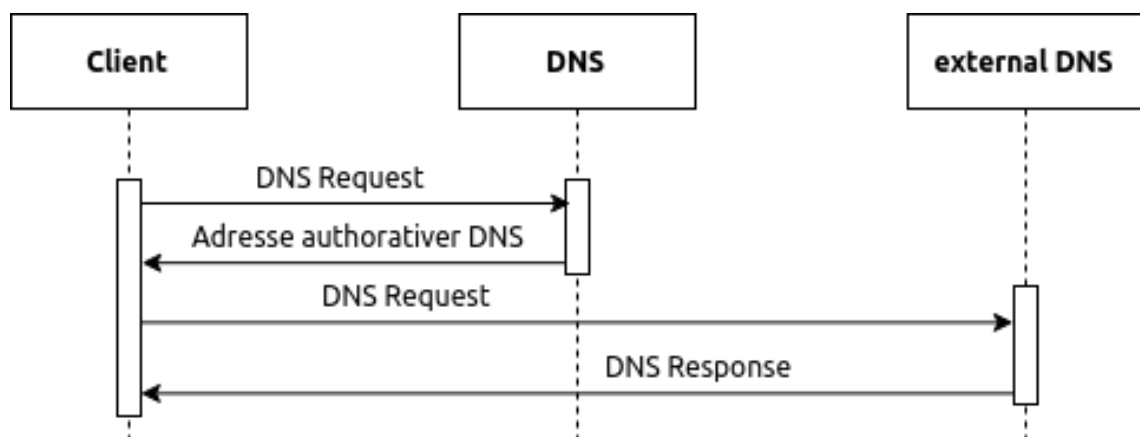 Client
DNS
external DNS
DNS Request
Adresse authorativer DNS
DNS Request
DNS Response